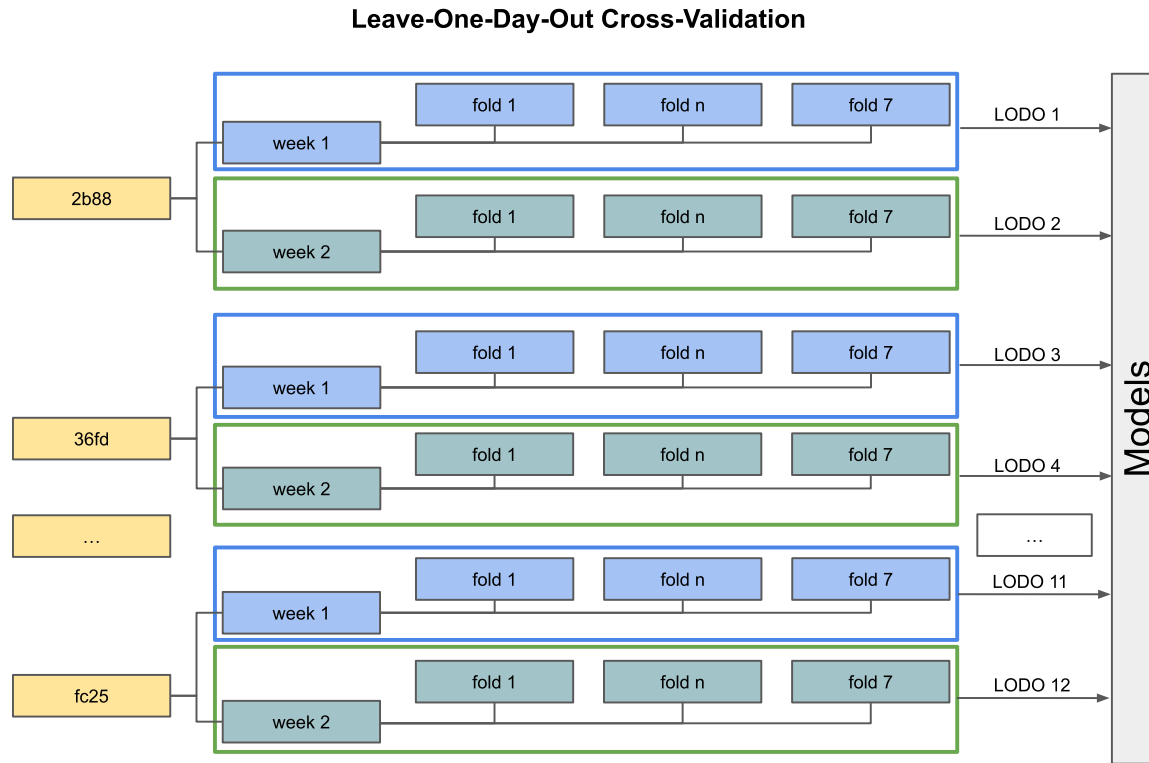 Leave-One-Day-Out Cross-Validation
fold 1
fold n
fold 7
LODO 1
week 1
2b88
fold 1
fold n
fold 7
LODO 2
week 2
fold 1
fold n
fold 7
LODO 3
week 1
36fd
fold 1
fold n
fold 7
LODO 4
week 2
…
…
fold 1
fold n
fold 7
LODO 11
week 1
fc25
fold 1
fold n
fold 7
LODO 12
week 2
Models